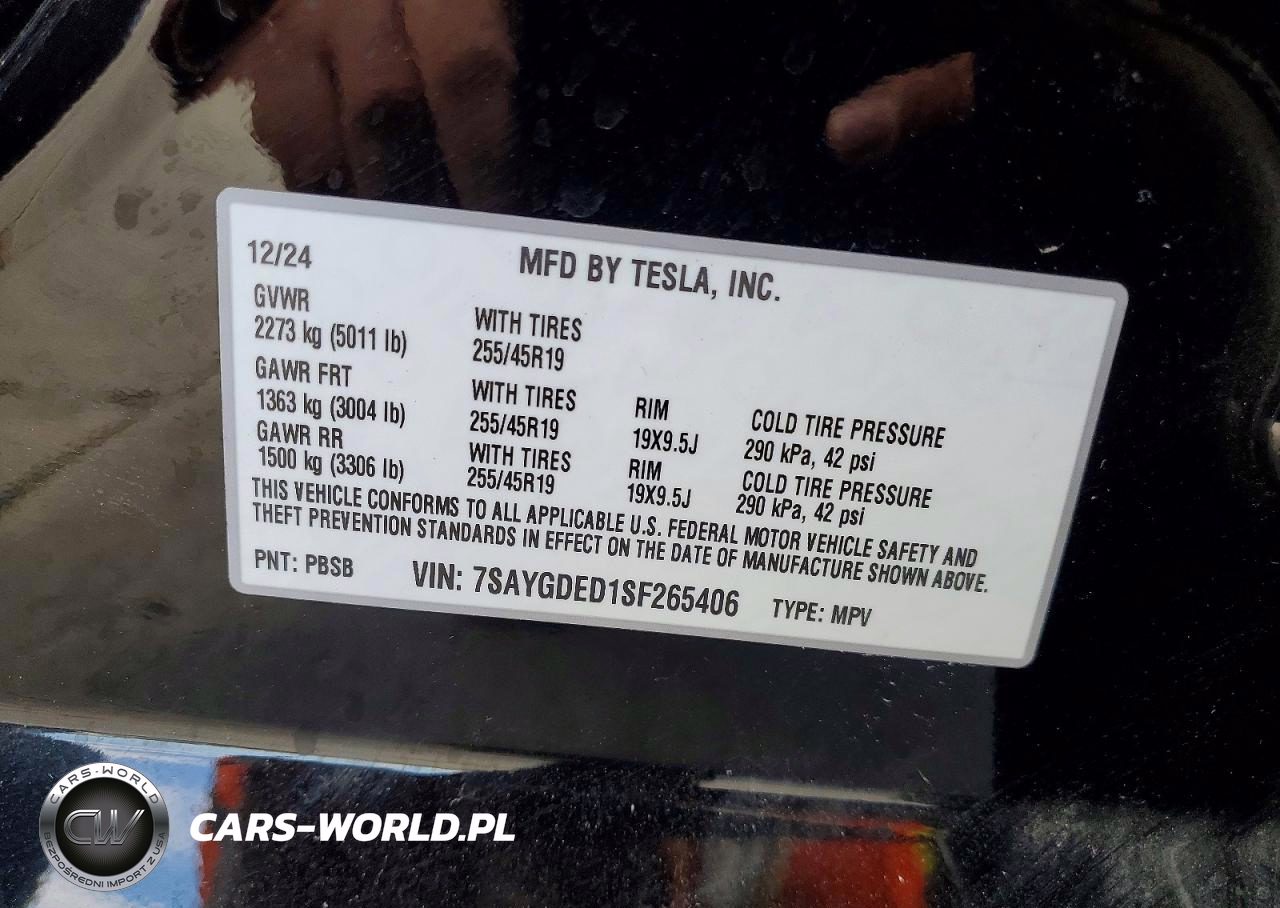 12/24 MFD BY TESLA, INC.
GVWR
2273 kg (5011 lb) WITH TIRES
255/45R19
GAWR FRT
1363 kg (3004 lb) WITH TIRES RIM COLD TIRE PRESSURE
255/45R19 19X9.5J 290 kPa, 42 psi
GAWR RR
1500 kg (3306 lb) WITH TIRES RIM COLD TIRE PRESSURE
255/45R19 19X9.5J 290 kPa, 42 psi
THIS VEHICLE CONFORMS TO ALL APPLICABLE U.S. FEDERAL MOTOR VEHICLE SAFETY AND
THEFT PREVENTION STANDARDS IN EFFECT ON THE DATE OF MANUFACTURE SHOWN ABOVE.
PNT: PBSB VIN: 7SAYGDED1SF265406 TYPE: MPV
CARS-WORLD
CW
BEZPOŚREDNI IMPORT Z USA
CARS-WORLD.PL